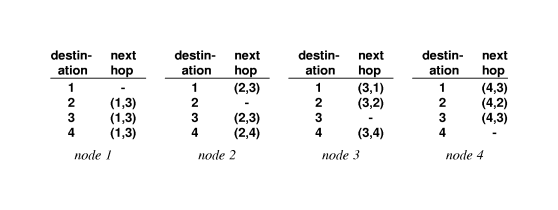 destin- next destin- next destin- next destin- next
ation hop ation hop ation hop ation hop
1 - 1 (2,3) 1 (3,1) 1 (4,3)
2 (1,3) 2 - 2 (3,2) 2 (4,2)
3 (1,3) 3 (2,3) 3 - 3 (4,3)
4 (1,3) 4 (2,4) 4 (3,4) 4 -
node 1 node 2 node 3 node 4